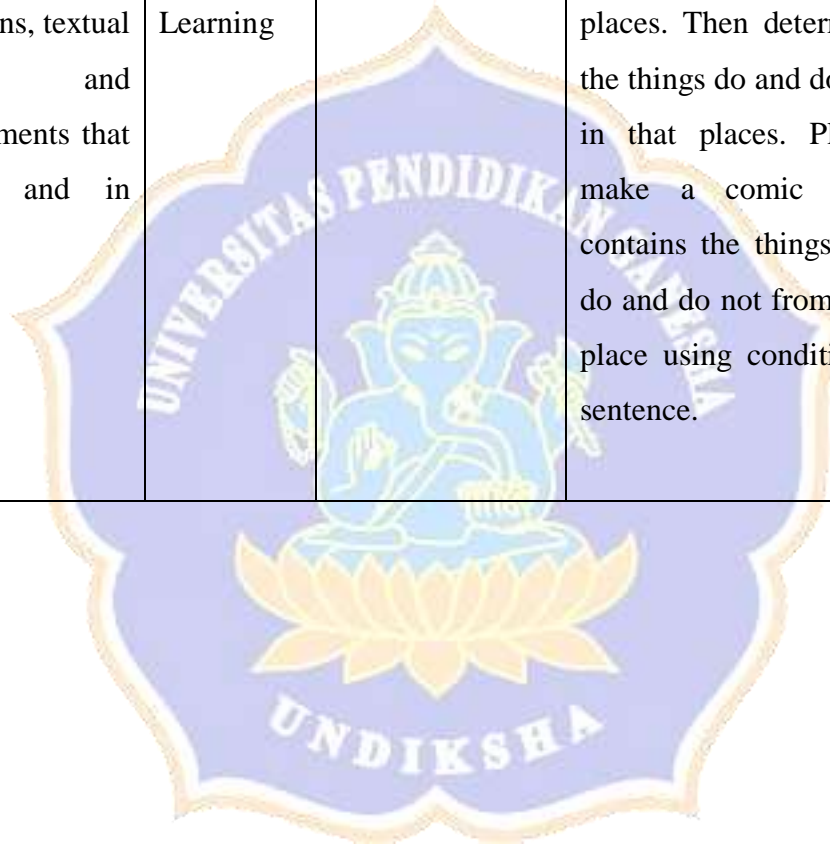 ns, textual
and
ments that
and in
Learning
places. Then deter
the things do and do
in that places. Pl
make a comic
contains the things
do and do not from
place using conditi
sentence.
UNIVERSITAS PENDIDIKAN GANESHA
UNDIKSHA